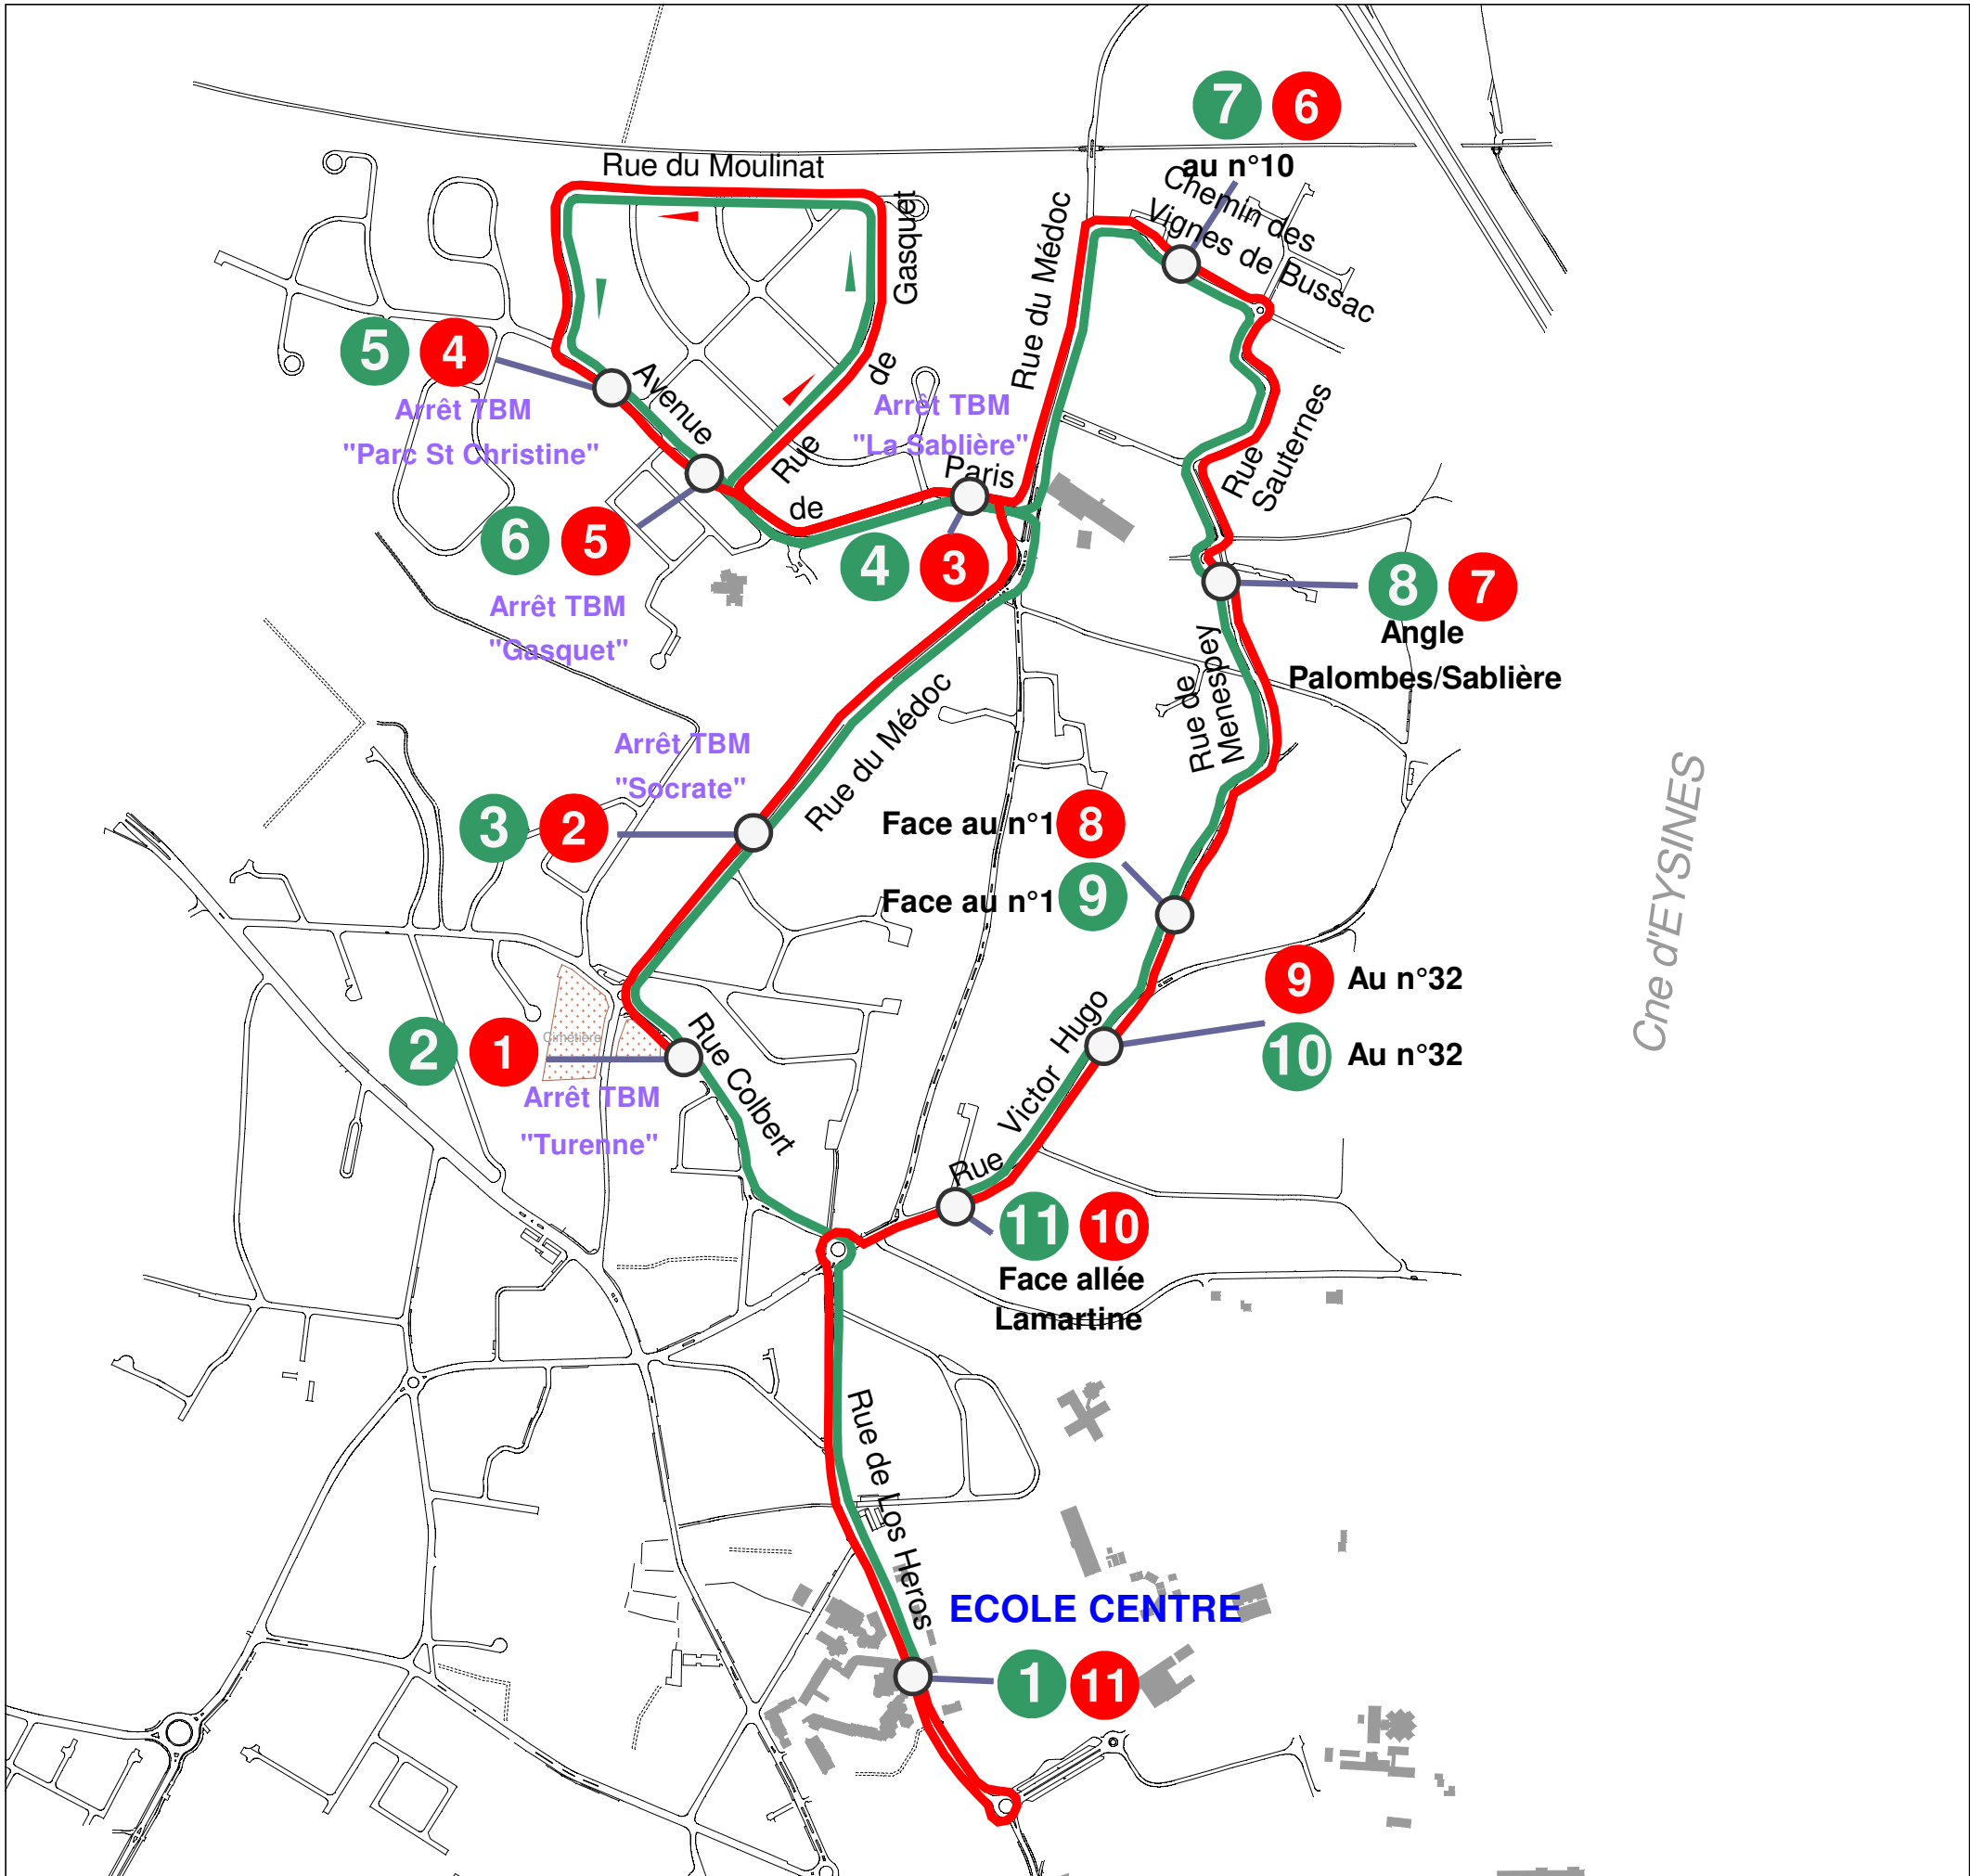 7 6
au n°10
Chemin des
Vignes de Bussac
Rue du Moulinat
Rue de Gasquet
Rue du Médoc
5 4
Arrêt TBM
"Parc St Christine"
Avenue de Paris
Arrêt TBM
"La Sablière"
4 3
6 5
Arrêt TBM
"Gasquet"
Rue
Sauternes
8 7
Angle
Palombes/Sablière
Rue de
Menespey
Rue du Médoc
Arrêt TBM
"Socrate"
3 2
Face au n°1 8
Face au n°1 9
Cne d'EYSINES
9 Au n°32
10 Au n°32
2 1
Cimetière
Arrêt TBM
"Turenne"
Rue Colbert
Rue Victor Hugo
11 10
Face allée
Lamartine
Rue de Los Heros
ECOLE CENTRE
1 11